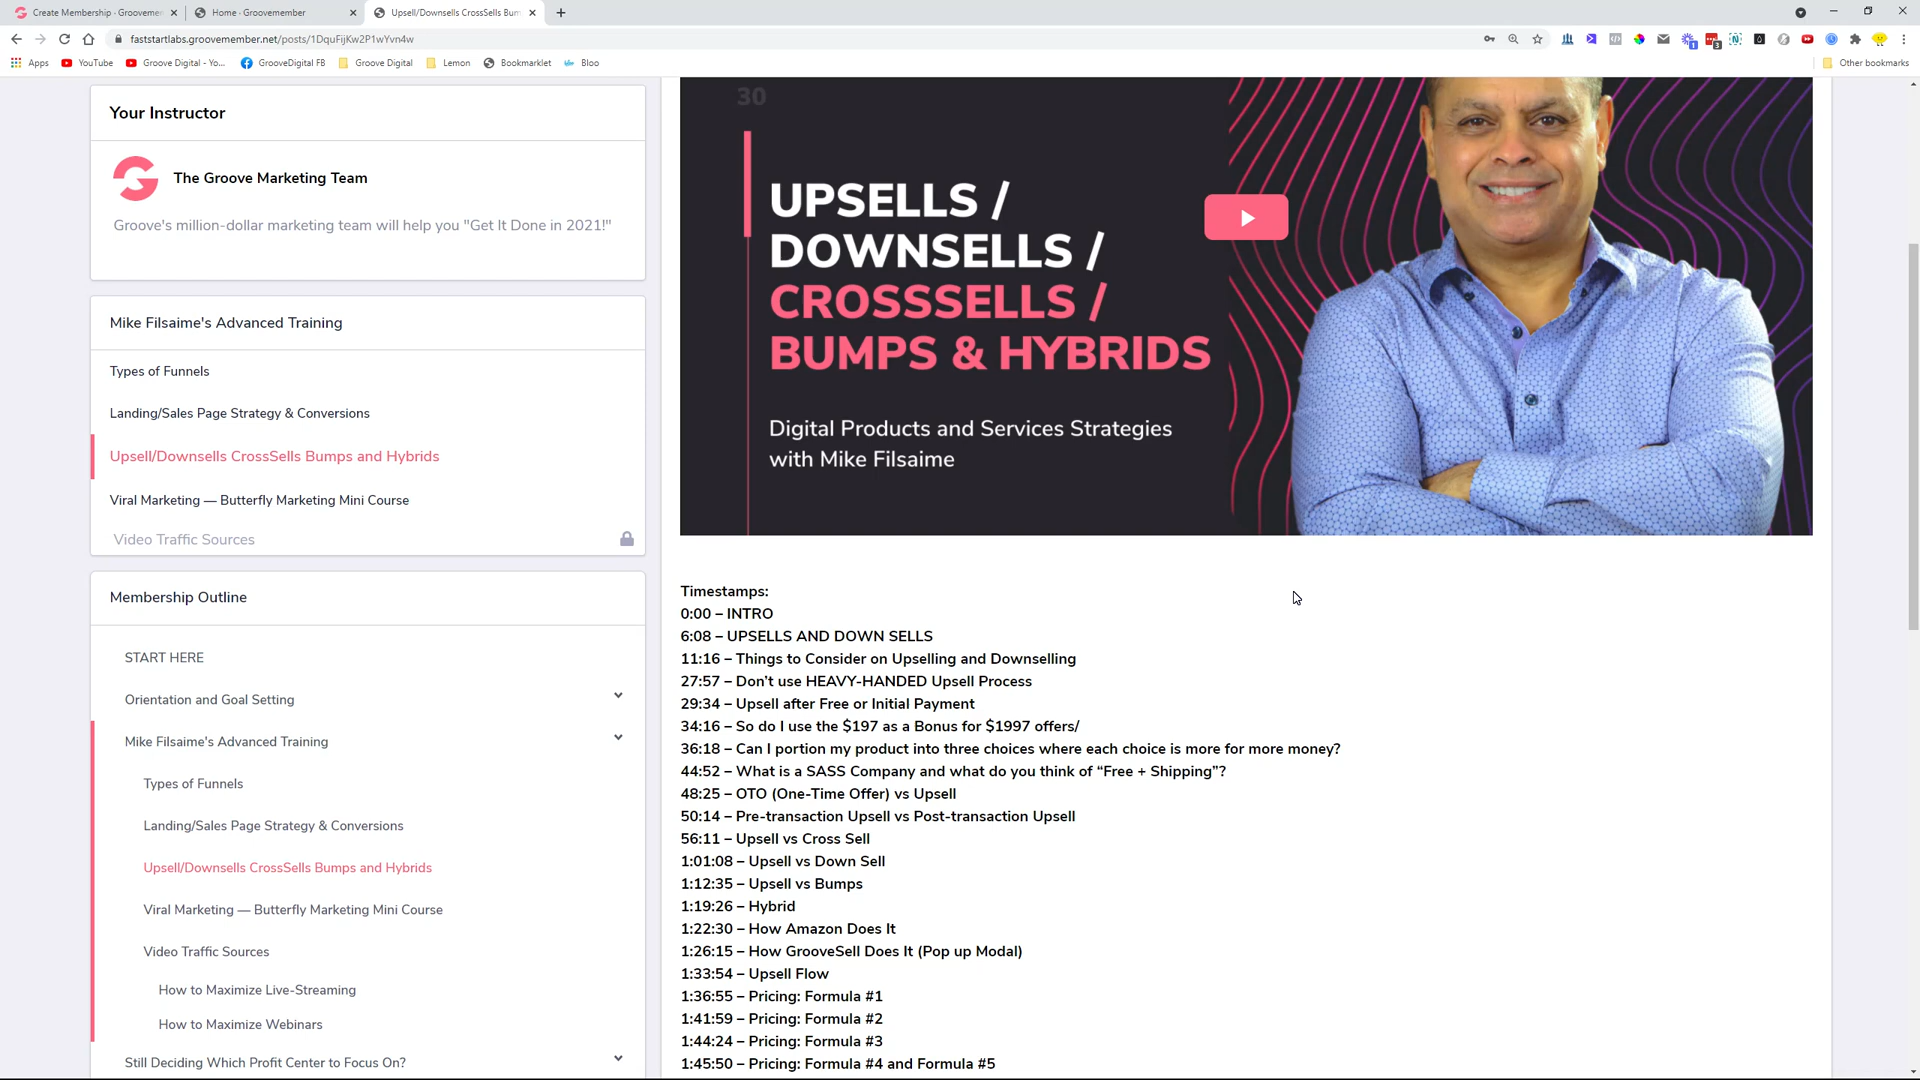 Create Membership - Groovemem
Home - Groovemember
Upsell/Downsells CrossSells Bum
faststartlabs.groovemember.net/posts/1DquFijKw2P1wYvn4w
Apps
YouTube
Groove Digital - Yo...
GrooveDigital FB
Groove Digital
Lemon
Bookmarklet
Bloo
Other bookmarks
Your Instructor
The Groove Marketing Team
Groove's million-dollar marketing team will help you "Get It Done in 2021!"
Mike Filsaime's Advanced Training
Types of Funnels
Landing/Sales Page Strategy & Conversions
Upsell/Downsells CrossSells Bumps and Hybrids
Viral Marketing — Butterfly Marketing Mini Course
Video Traffic Sources
Membership Outline
START HERE
Orientation and Goal Setting
Mike Filsaime's Advanced Training
Types of Funnels
Landing/Sales Page Strategy & Conversions
Upsell/Downsells CrossSells Bumps and Hybrids
Viral Marketing — Butterfly Marketing Mini Course
Video Traffic Sources
How to Maximize Live-Streaming
How to Maximize Webinars
Still Deciding Which Profit Center to Focus On?
30
UPSELLS /
DOWNSELLS /
CROSSSELLS /
BUMPS & HYBRIDS
Digital Products and Services Strategies
with Mike Filsaime
Timestamps:
0:00 – INTRO
6:08 – UPSELLS AND DOWN SELLS
11:16 – Things to Consider on Upselling and Downselling
27:57 – Don’t use HEAVY-HANDED Upsell Process
29:34 – Upsell after Free or Initial Payment
34:16 – So do I use the $197 as a Bonus for $1997 offers/
36:18 – Can I portion my product into three choices where each choice is more for more money?
44:52 – What is a SASS Company and what do you think of “Free + Shipping”?
48:25 – OTO (One-Time Offer) vs Upsell
50:14 – Pre-transaction Upsell vs Post-transaction Upsell
56:11 – Upsell vs Cross Sell
1:01:08 – Upsell vs Down Sell
1:12:35 – Upsell vs Bumps
1:19:26 – Hybrid
1:22:30 – How Amazon Does It
1:26:15 – How GrooveSell Does It (Pop up Modal)
1:33:54 – Upsell Flow
1:36:55 – Pricing: Formula #1
1:41:59 – Pricing: Formula #2
1:44:24 – Pricing: Formula #3
1:45:50 – Pricing: Formula #4 and Formula #5